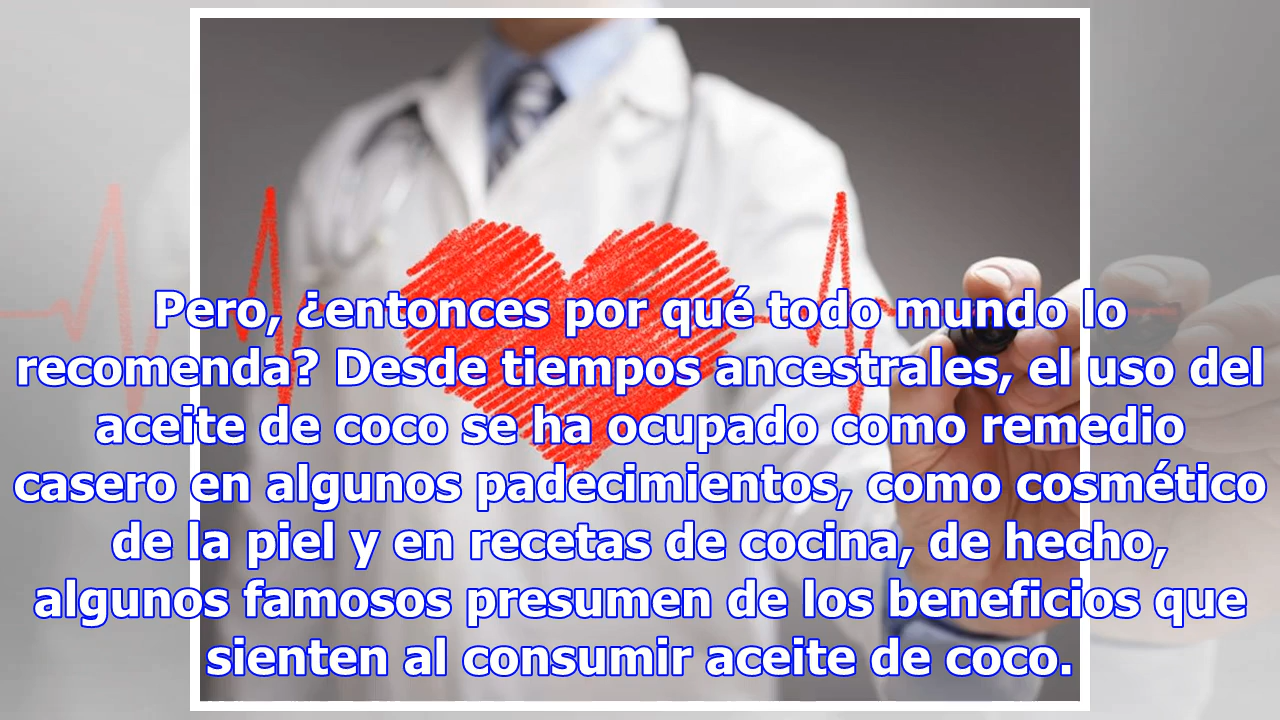 Pero, ¿entonces por qué todo mundo lo
recomenda? Desde tiempos ancestrales, el uso del
aceite de coco se ha ocupado como remedio
casero en algunos padecimientos, como cosmético
de la piel y en recetas de cocina, de hecho,
algunos famosos presumen de los beneficios que
sienten al consumir aceite de coco.